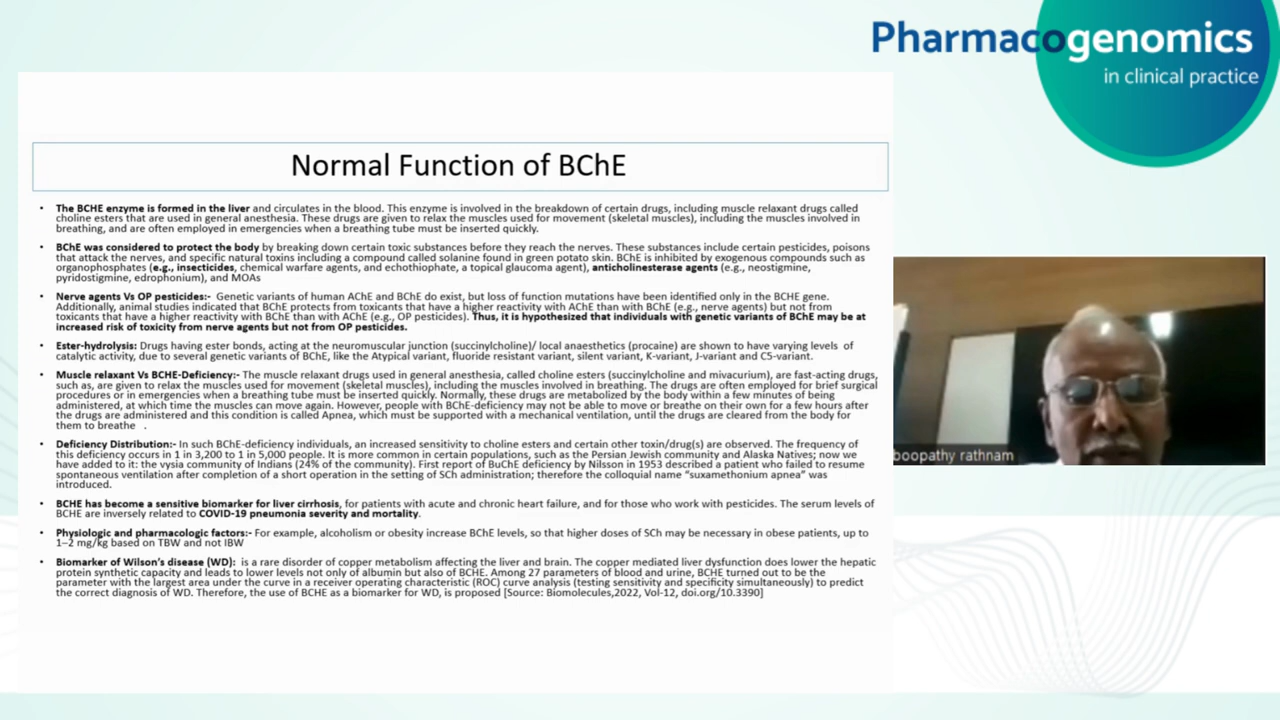 Pharmacogenomics
in clinical practice
Normal Function of BChE
• The BCHE enzyme is formed in the liver and circulates in the blood. This enzyme is involved in the breakdown of certain drugs, including muscle relaxant drugs called
choline esters that are used in general anesthesia. These drugs are given to relax the muscles used for movement (skeletal muscles), including the muscles involved in
breathing, and are often employed in emergencies when a breathing tube must be inserted quickly.
• BChE was considered to protect the body by breaking down certain toxic substances before they reach the nerves. These substances include certain pesticides, poisons
that attack the nerves, and specific natural toxins including a compound called solanine found in green potato skin. BChE is inhibited by exogenous compounds such as
organophosphates (e.g., insecticides, chemical warfare agents, and echothiophate, a topical glaucoma agent), anticholinesterase agents (e.g., neostigmine,
pyridostigmine, edrophonium), and MOAs
• Nerve agents Vs OP pesticides:- Genetic variants of human AChE and BChE do exist, but loss of function mutations have been identified only in the BCHE gene.
Additionally, animal studies indicated that BChE protects from toxicants that have a higher reactivity with AChE than with BChE (e.g., nerve agents) but not from
toxicants that have a higher reactivity with BChE than with AChE (e.g., OP pesticides). Thus, it is hypothesized that individuals with genetic variants of BChE may be at
increased risk of toxicity from nerve agents but not from OP pesticides.
• Ester-hydrolysis: Drugs having ester bonds, acting at the neuromuscular junction (succinylcholine)/ local anaesthetics (procaine) are shown to have varying levels of
catalytic activity, due to several genetic variants of BChE, like the Atypical variant, fluoride resistant variant, silent variant, K-variant, J-variant and C5-variant.
• Muscle relaxant Vs BCHE-Deficiency:- The muscle relaxant drugs used in general anesthesia, called choline esters (succinylcholine and mivacurium), are fast-acting drugs,
such as, are given to relax the muscles used for movement (skeletal muscles), including the muscles involved in breathing. The drugs are often employed for brief surgical
procedures or in emergencies when a breathing tube must be inserted quickly. Normally, these drugs are metabolized by the body within a few minutes of being
administered, at which time the muscles can move again. However, people with BChE-deficiency may not be able to move or breathe on their own for a few hours after
the drugs are administered and this condition is called Apnea, which must be supported with a mechanical ventilation, until the drugs are cleared from the body for
them to breathe .
• Deficiency Distribution:- In such BChE-deficiency individuals, an increased sensitivity to choline esters and certain other toxin/drug(s) are observed. The frequency of
this deficiency occurs in 1 in 3,200 to 1 in 5,000 people. It is more common in certain populations, such as the Persian Jewish community and Alaska Natives; now we
have added to it: the vysia community of Indians (24% of the community). First report of BuChE deficiency by Nilsson in 1953 described a patient who failed to resume
spontaneous ventilation after completion of a short operation in the setting of SCh administration; therefore the colloquial name “suxamethonium apnea” was
introduced.
• BCHE has become a sensitive biomarker for liver cirrhosis, for patients with acute and chronic heart failure, and for those who work with pesticides. The serum levels of
BCHE are inversely related to COVID-19 pneumonia severity and mortality.
• Physiologic and pharmacologic factors:- For example, alcoholism or obesity increase BChE levels, so that higher doses of SCh may be necessary in obese patients, up to
1–2 mg/kg based on TBW and not IBW
• Biomarker of Wilson's disease (WD): is a rare disorder of copper metabolism affecting the liver and brain. The copper mediated liver dysfunction does lower the hepatic
protein synthetic capacity and leads to lower levels not only of albumin but also of BCHE. Among 27 parameters of blood and urine, BCHE turned out to be the
parameter with the largest area under the curve in a receiver operating characteristic (ROC) curve analysis (testing sensitivity and specificity simultaneously) to predict
the correct diagnosis of WD. Therefore, the use of BCHE as a biomarker for WD, is proposed [Source: Biomolecules,2022, Vol-12, doi.org/10.3390]
boopathy rathnam